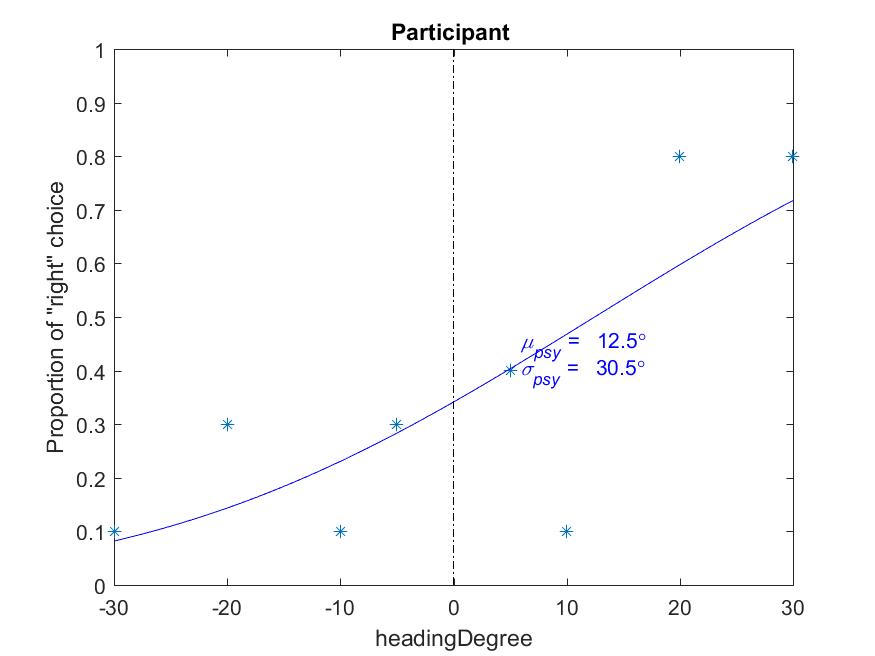 Participant
1
0.9
0.8
0.7
0.6
0.5
0.4
0.3
0.2
0.1
0
Proportion of "right" choice
μpsy = 12.5°
σpsy = 30.5°
-30 -20 -10 0 10 20 30
headingDegree